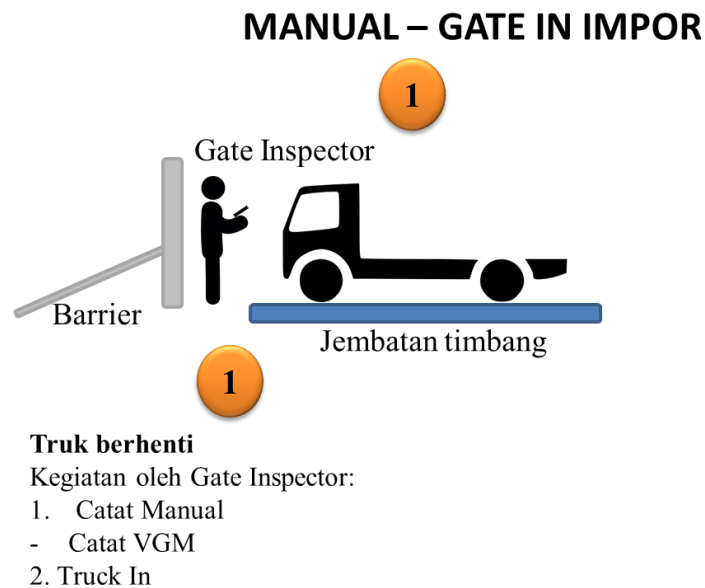 MANUAL – GATE IN IMPOR
1
Gate Inspector
Barrier
Jembatan timbang
1
Truk berhenti
Kegiatan oleh Gate Inspector:
1. Catat Manual
- Catat VGM
2. Truck In